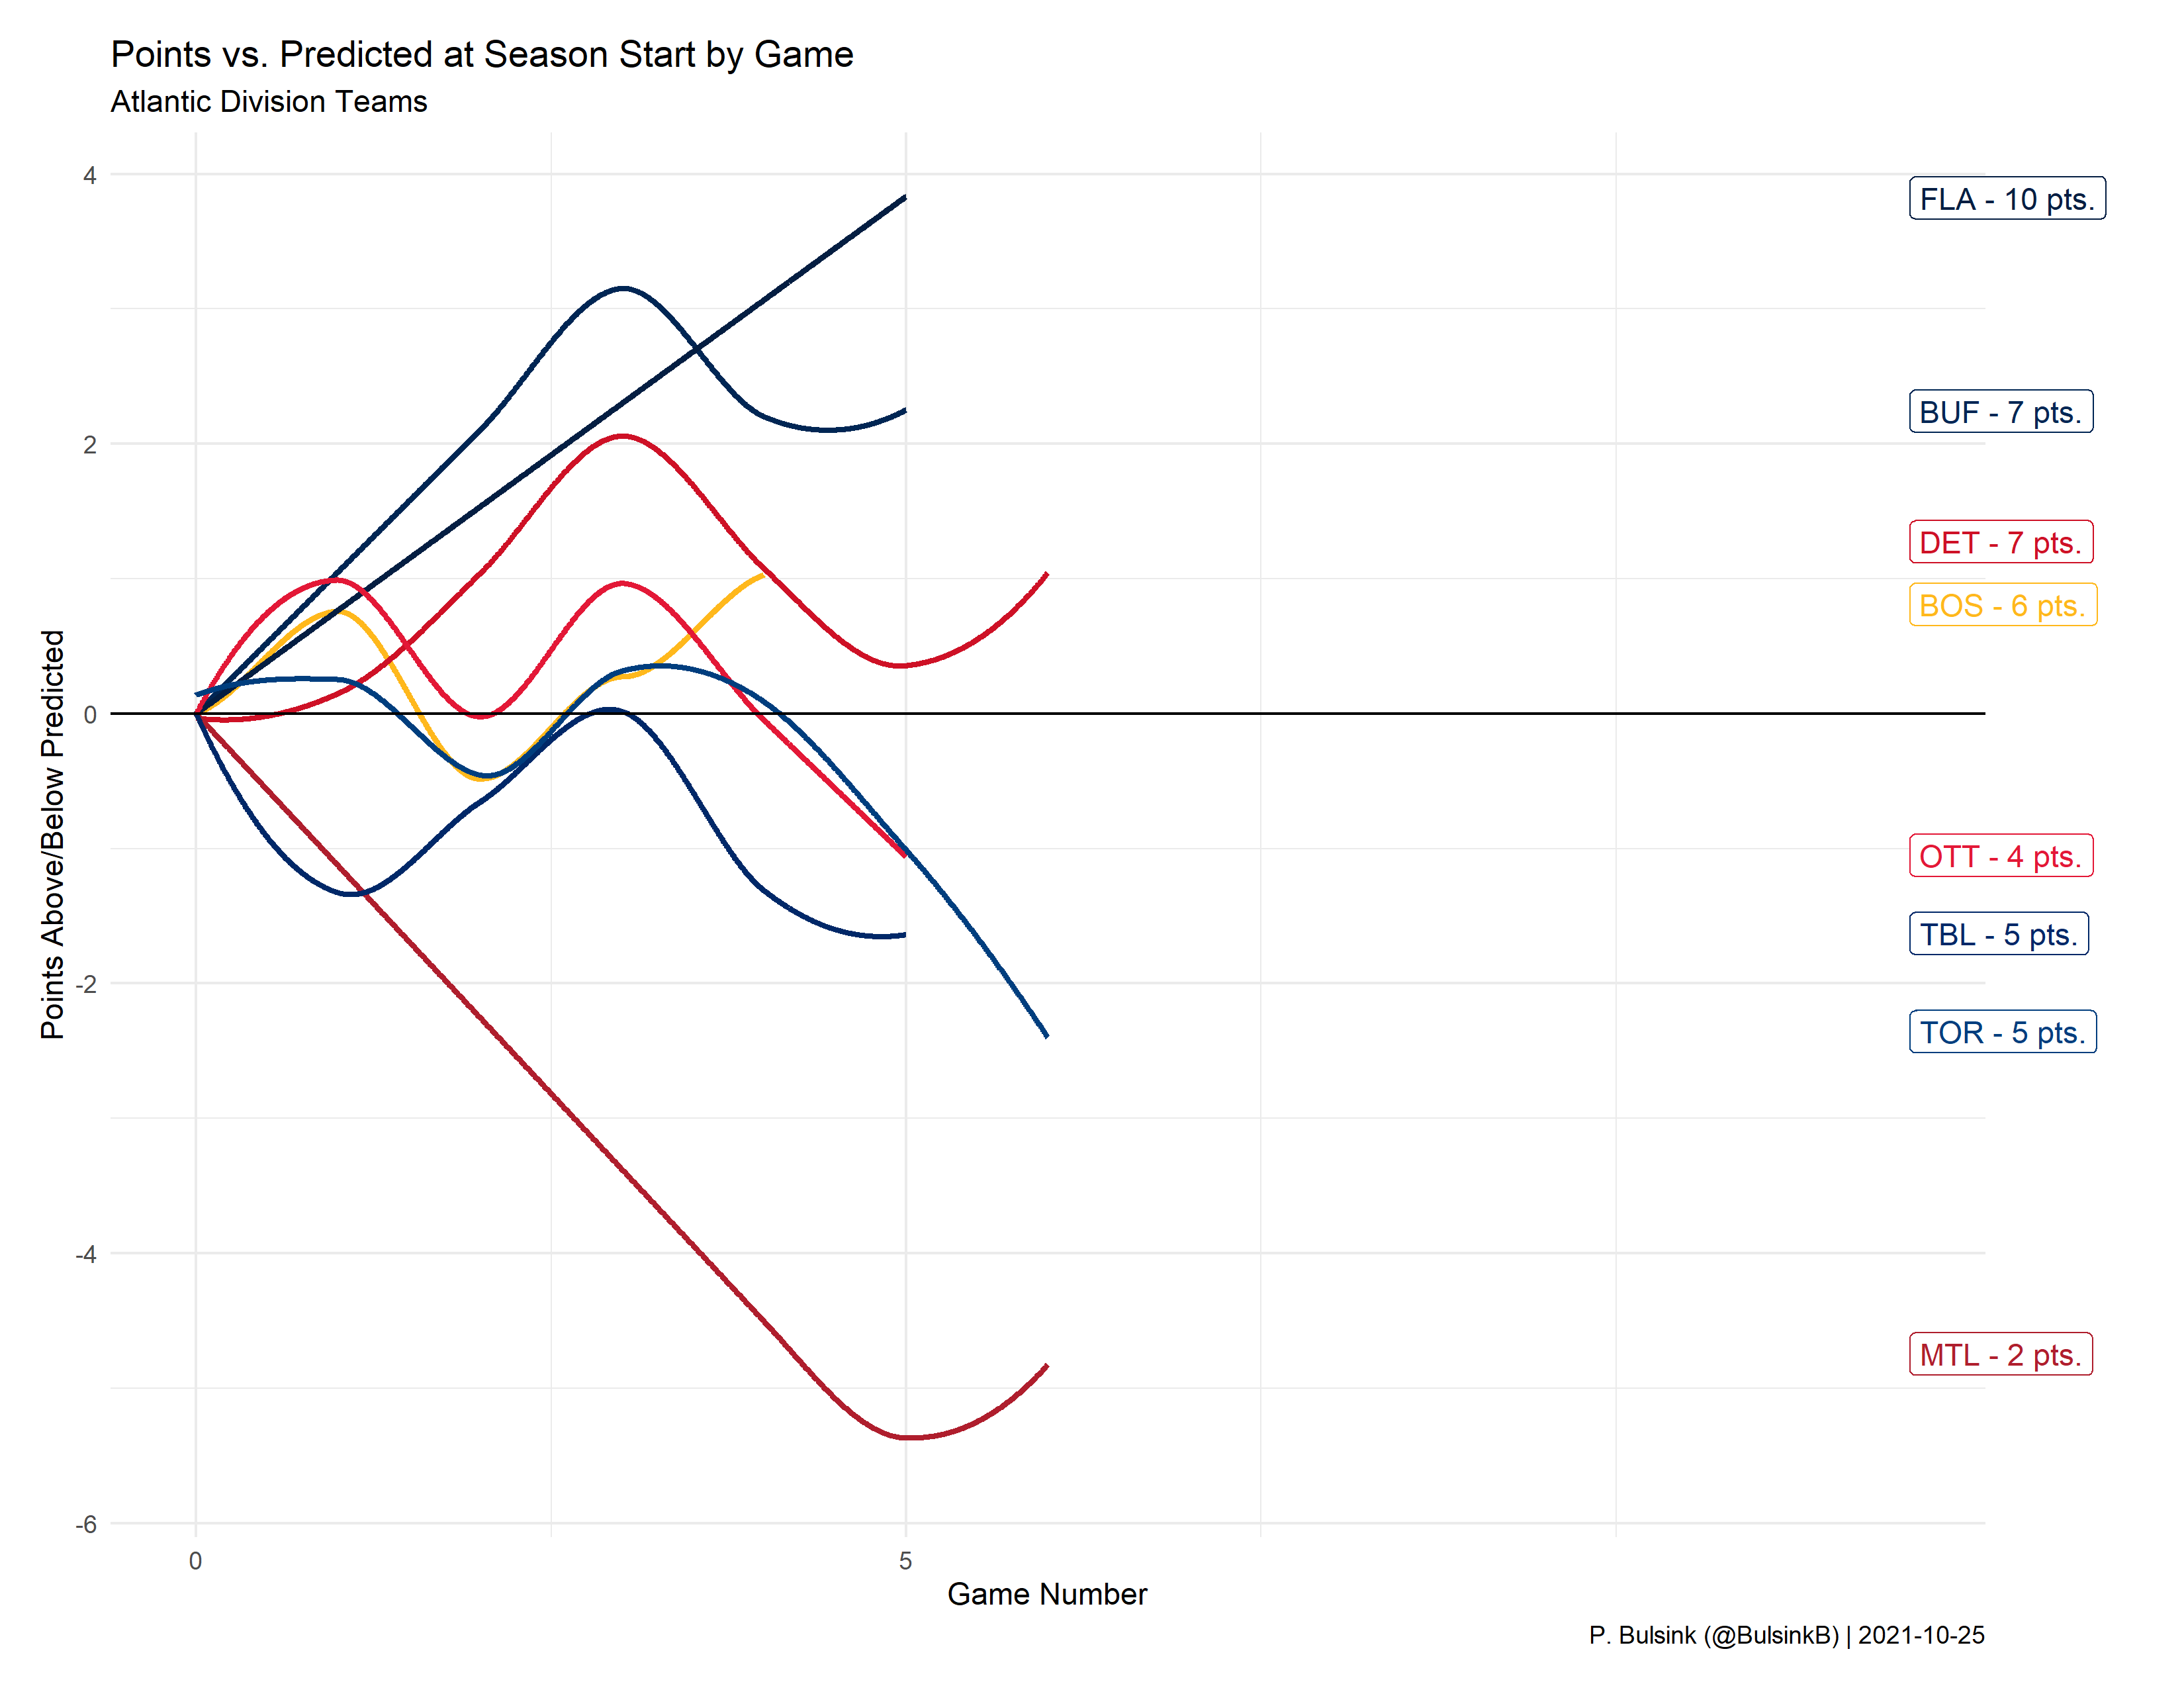 Points vs. Predicted at Season Start by Game
Atlantic Division Teams
Points Above/Below Predicted
4
2
0
-2
-4
-6
FLA - 10 pts.
BUF - 7 pts.
DET - 7 pts.
BOS - 6 pts.
OTT - 4 pts.
TBL - 5 pts.
TOR - 5 pts.
MTL - 2 pts.
0
5
Game Number
P. Bulsink (@BulsinkB) | 2021-10-25